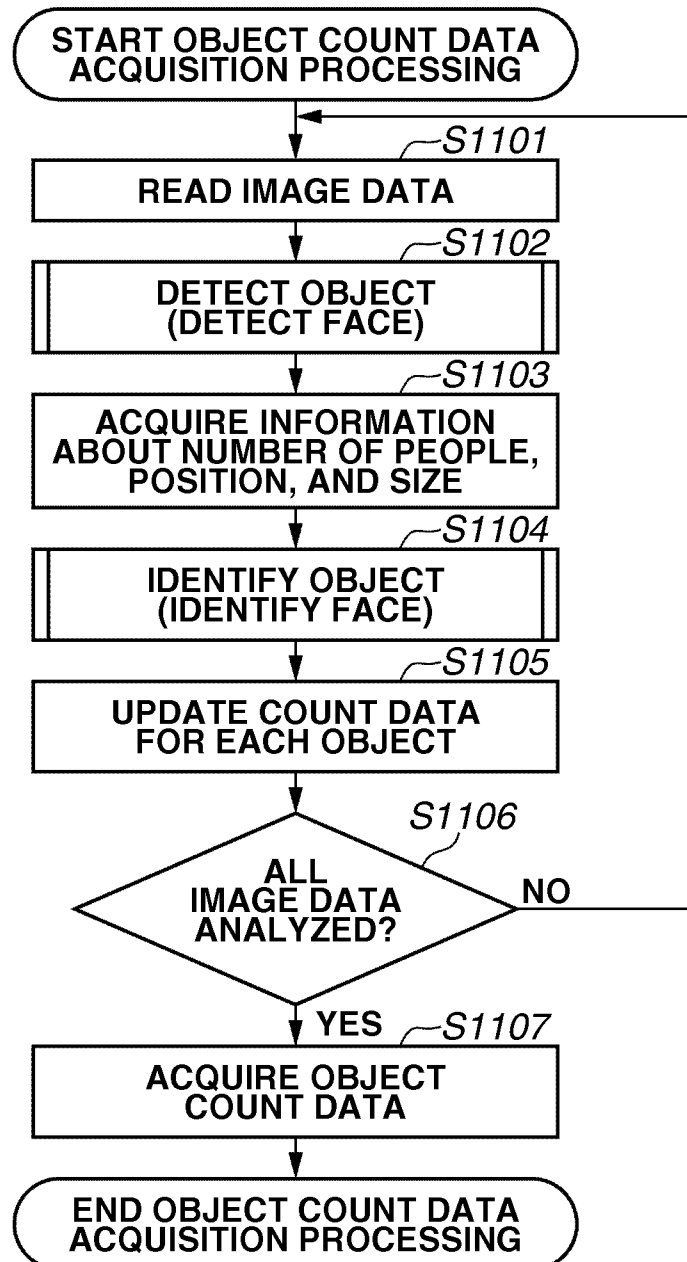 START OBJECT COUNT DATA
ACQUISITION PROCESSING
S1101
READ IMAGE DATA
S1102
DETECT OBJECT
(DETECT FACE)
S1103
ACQUIRE INFORMATION
ABOUT NUMBER OF PEOPLE,
POSITION, AND SIZE
S1104
IDENTIFY OBJECT
(IDENTIFY FACE)
S1105
UPDATE COUNT DATA
FOR EACH OBJECT
S1106
ALL
IMAGE DATA
ANALYZED?
NO
YES
S1107
ACQUIRE OBJECT
COUNT DATA
END OBJECT COUNT DATA
ACQUISITION PROCESSING